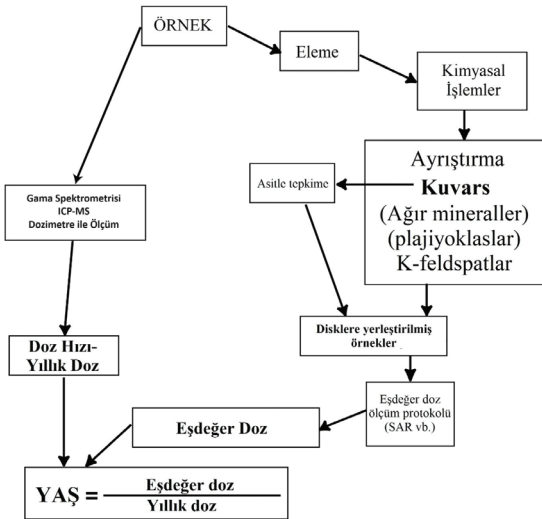 ÖRNEK
Eleme
Kimyasal
İşlemler
Ayrıştırma
Kuvars
(Ağır mineraller)
(plajiyoklaslar)
K-feldspatlar
Asitle tepkime
Gama Spektrometrisi
ICP-MS
Dozimetre ile Ölçüm
Disklere yerleştirilmiş
örnekler
Doz Hızı-
Yıllık Doz
Eşdeğer doz
ölçüm protokolü
(SAR vb.)
Eşdeğer Doz
YAŞ = Eşdeğer doz
Yıllık doz